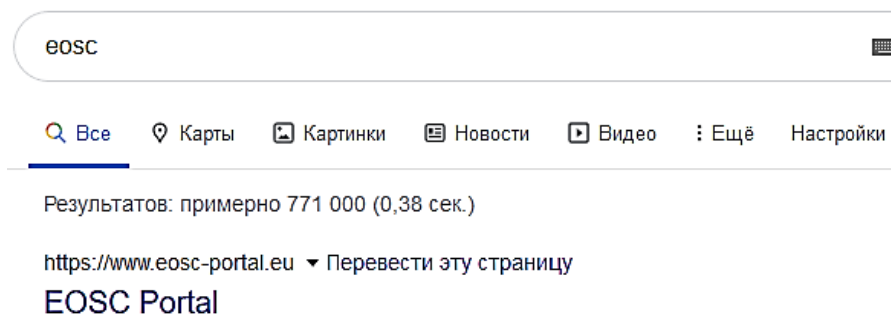 eosc
Все Карты Картинки Новости Видео Ещё Настройки
Результатов: примерно 771 000 (0,38 сек.)
https://www.eosc-portal.eu Перевести эту страницу
EOSC Portal